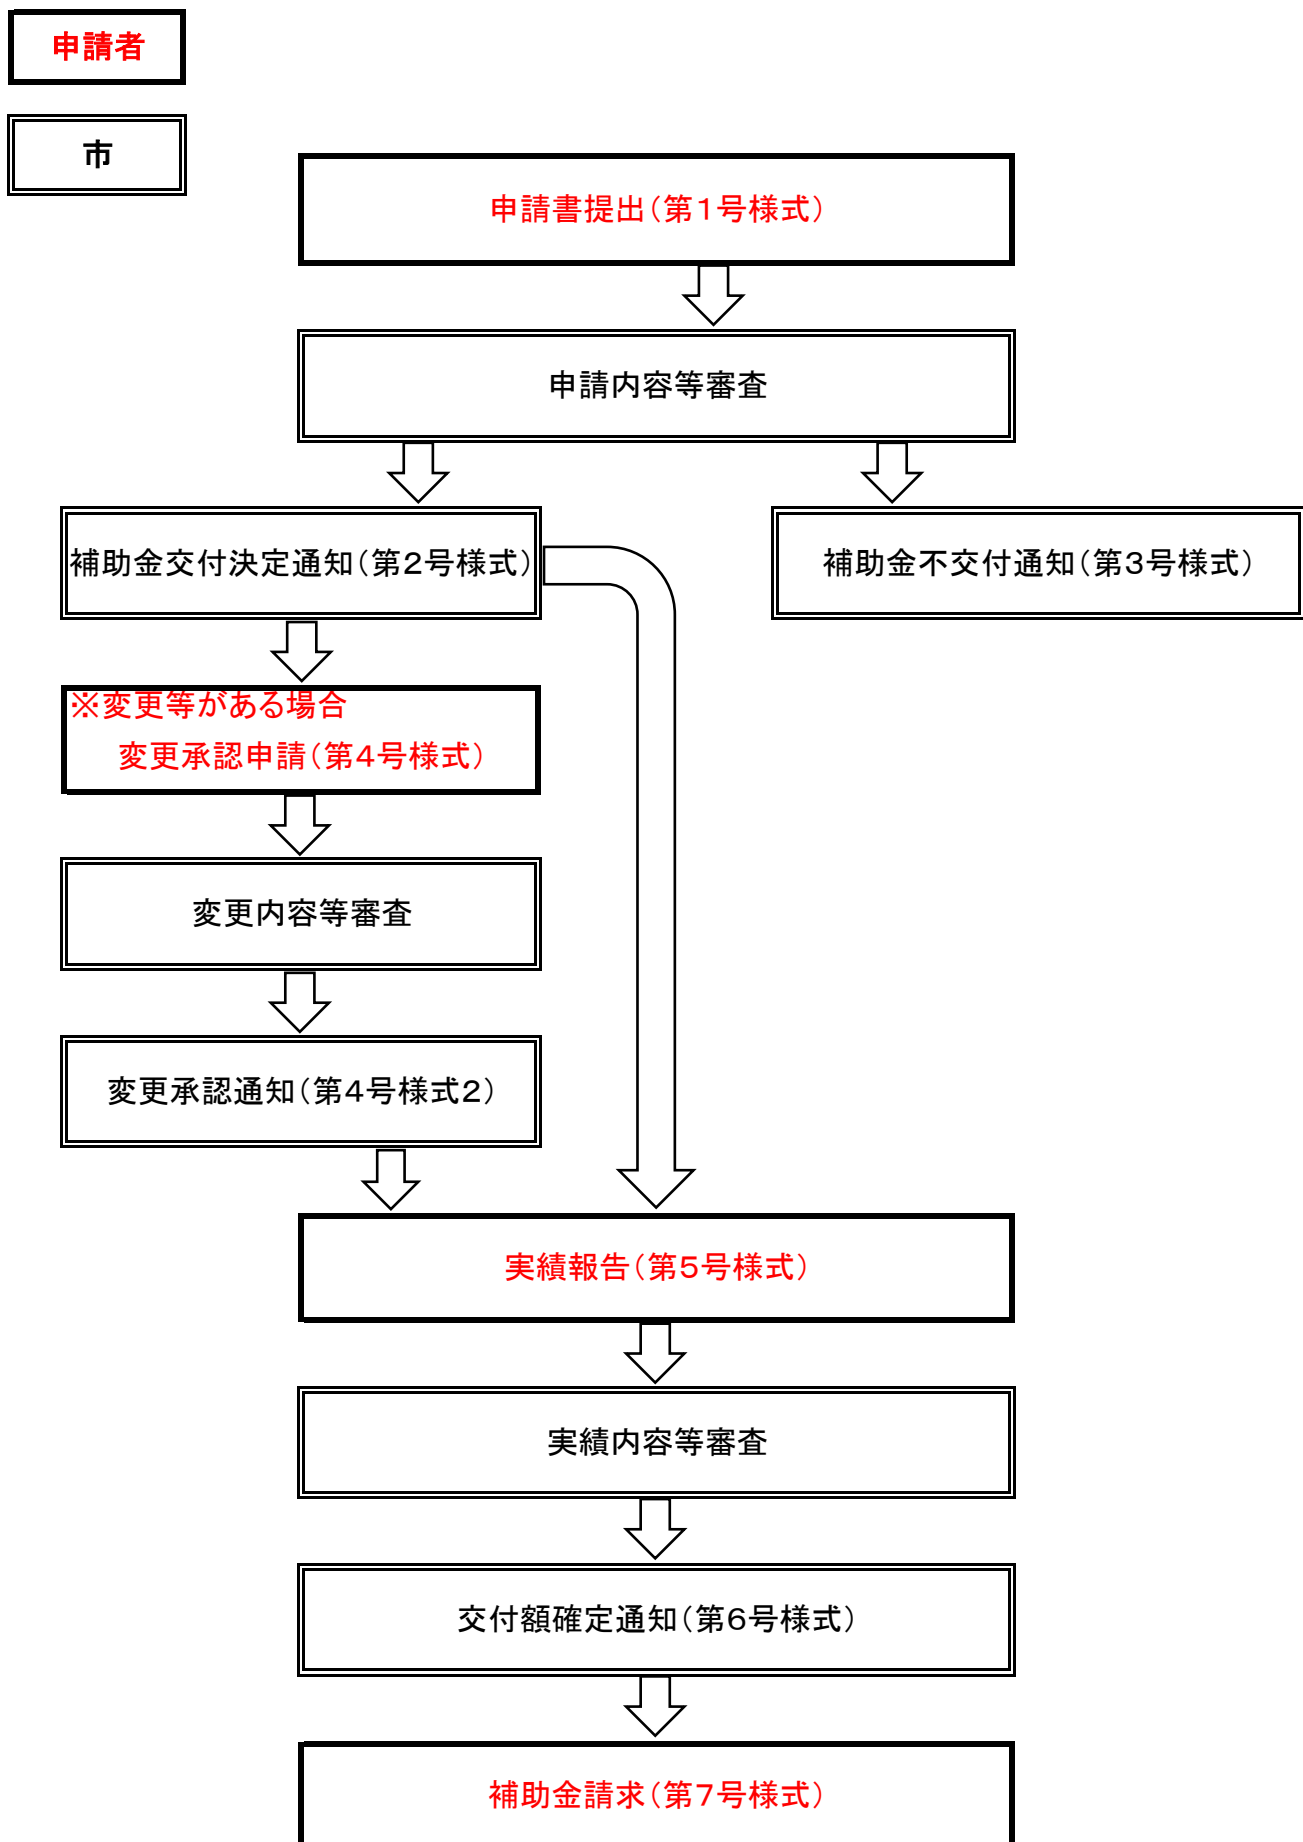 申請者
市
申請書提出（第１号様式）
申請内容等審査
補助金交付決定通知（第２号様式）
補助金不交付通知（第３号様式）
※変更等がある場合
変更承認申請（第４号様式）
変更内容等審査
変更承認通知（第４号様式２）
実績報告（第５号様式）
実績内容等審査
交付額確定通知（第６号様式）
補助金請求（第７号様式）